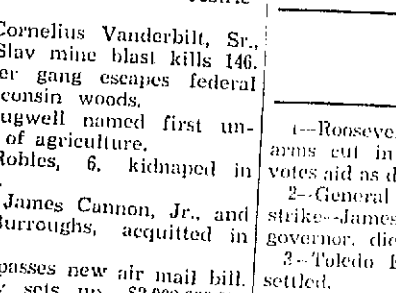 Cornelius Vanderbilt, Sr.,
Slav mine blast kills 146.
er gang escapes federal
consin woods.
ugwell named first un-
of agriculture.
Robles, 6, kidnaped in
James Cannon, Jr., and
Burroughs, acquitted in
passes new air mail bill.
sets up
1--Roosevel
arms cut in
votes aid as d
2--General
strike--James
governor, die
3--Toledo E
settled.